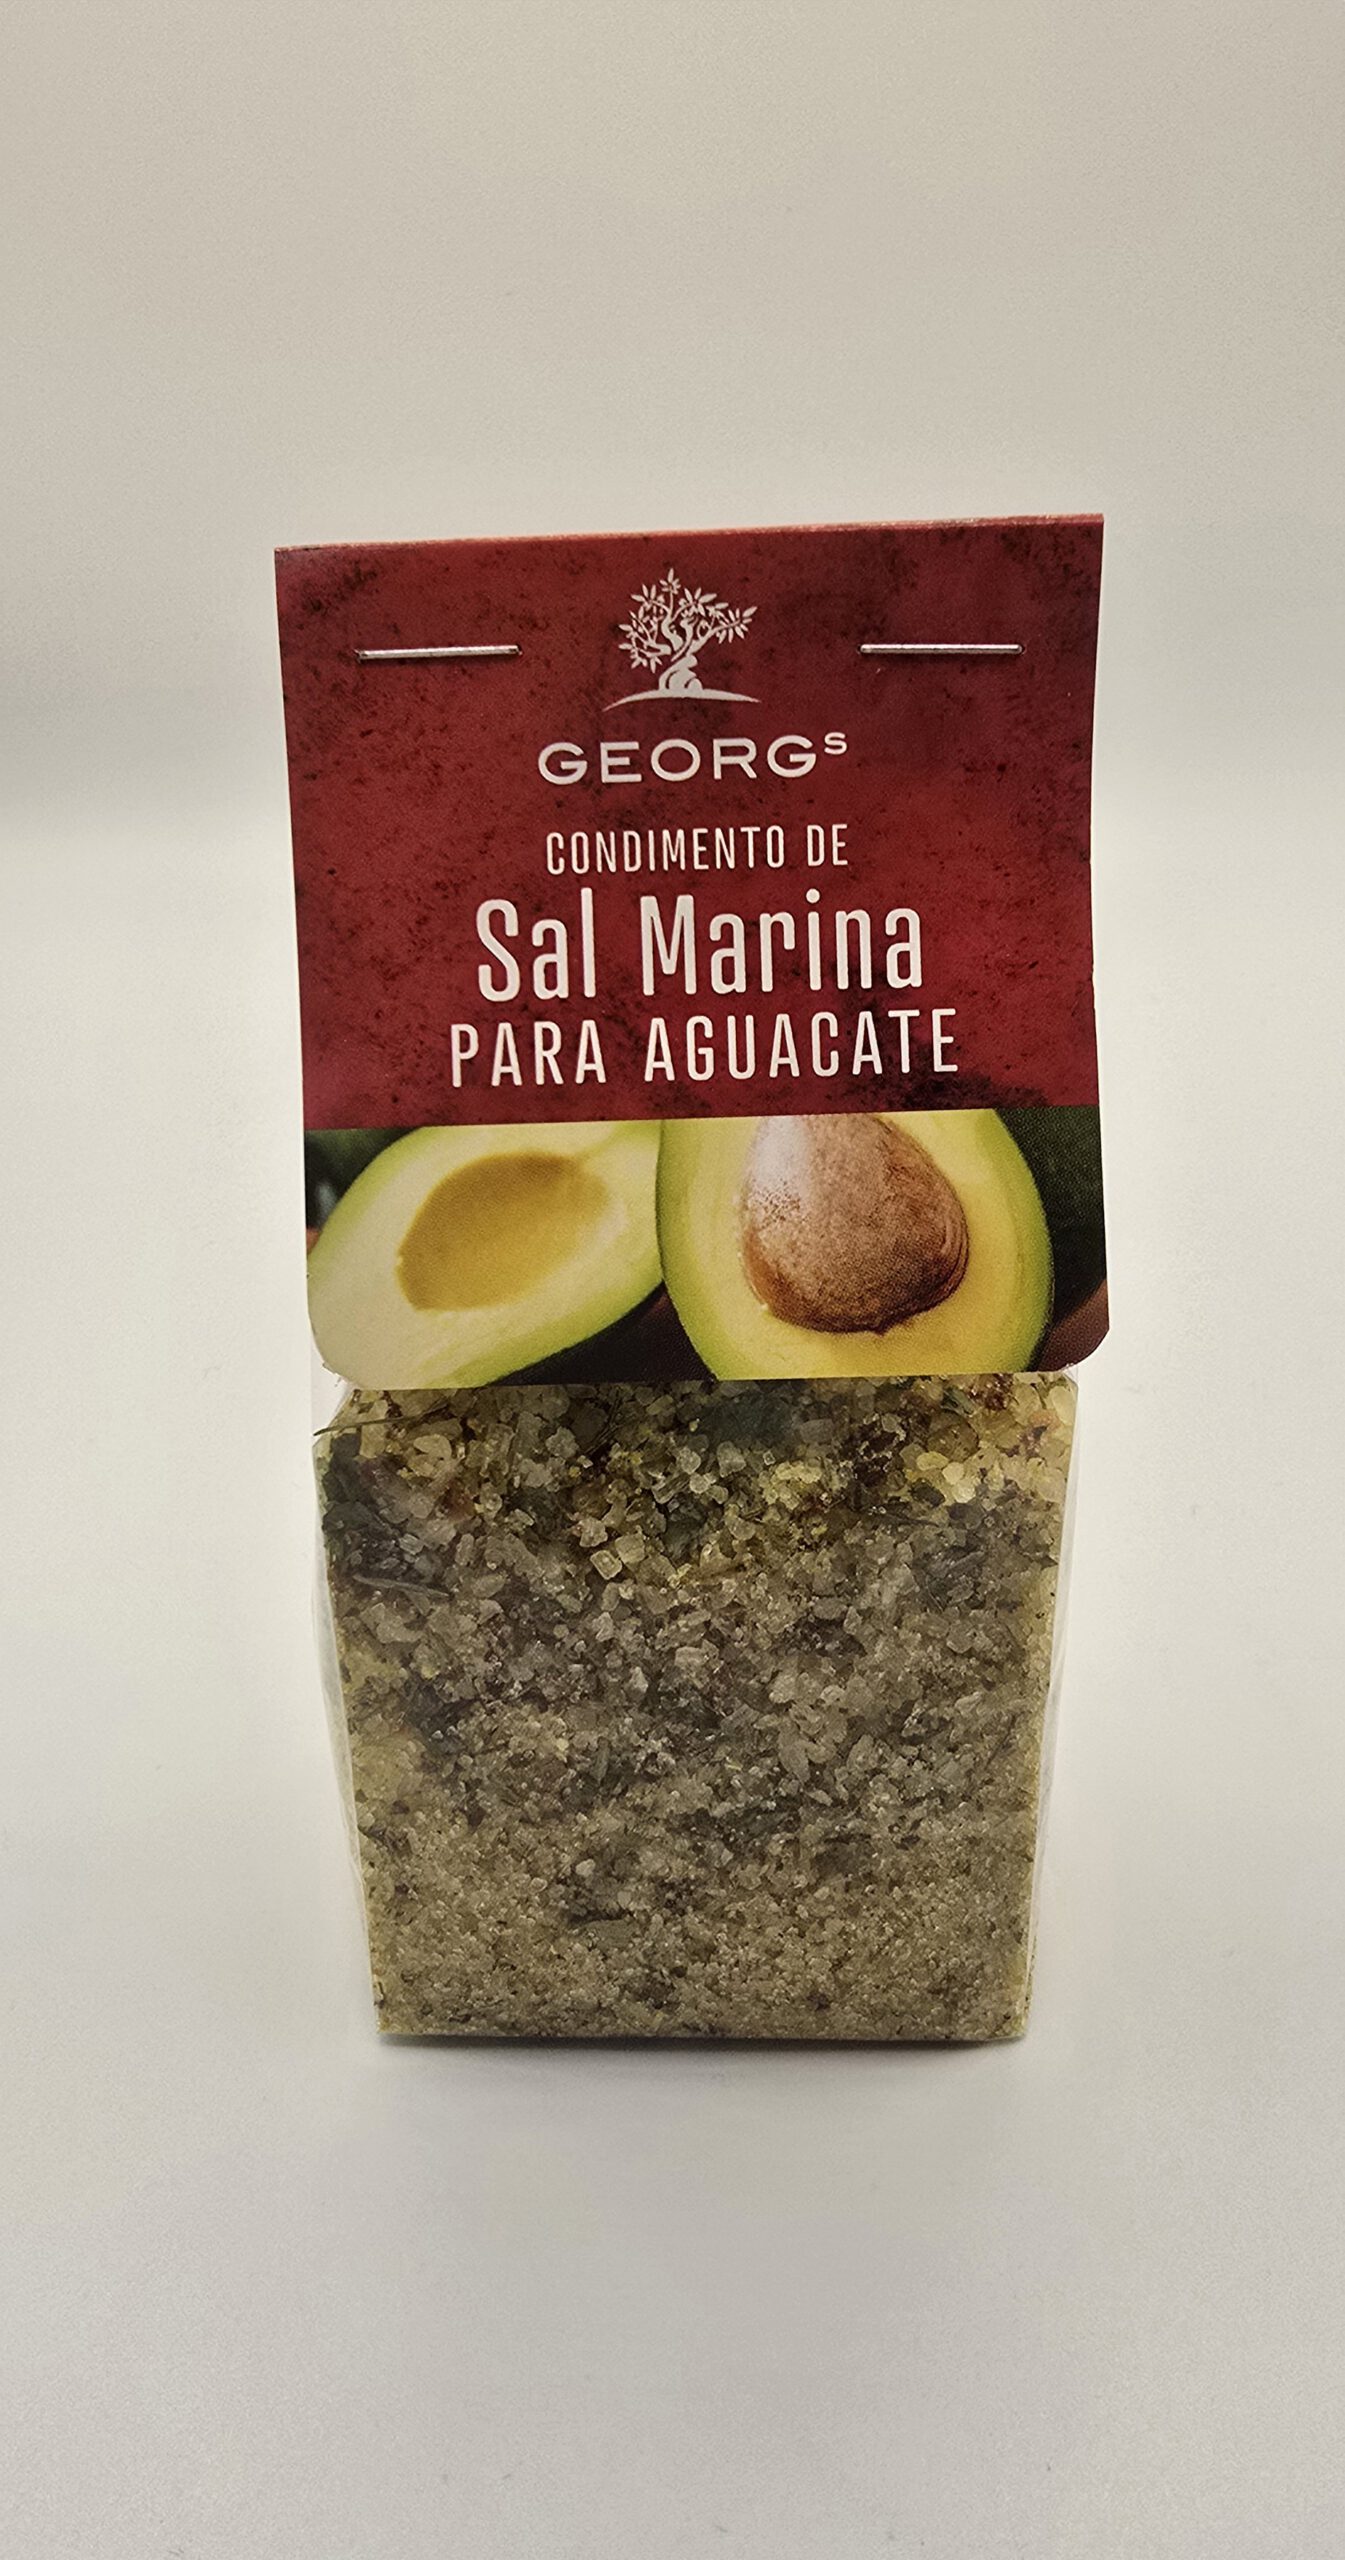 GEORGs
CONDIMENTO DE
Sal Marina
PARA AGUACATE